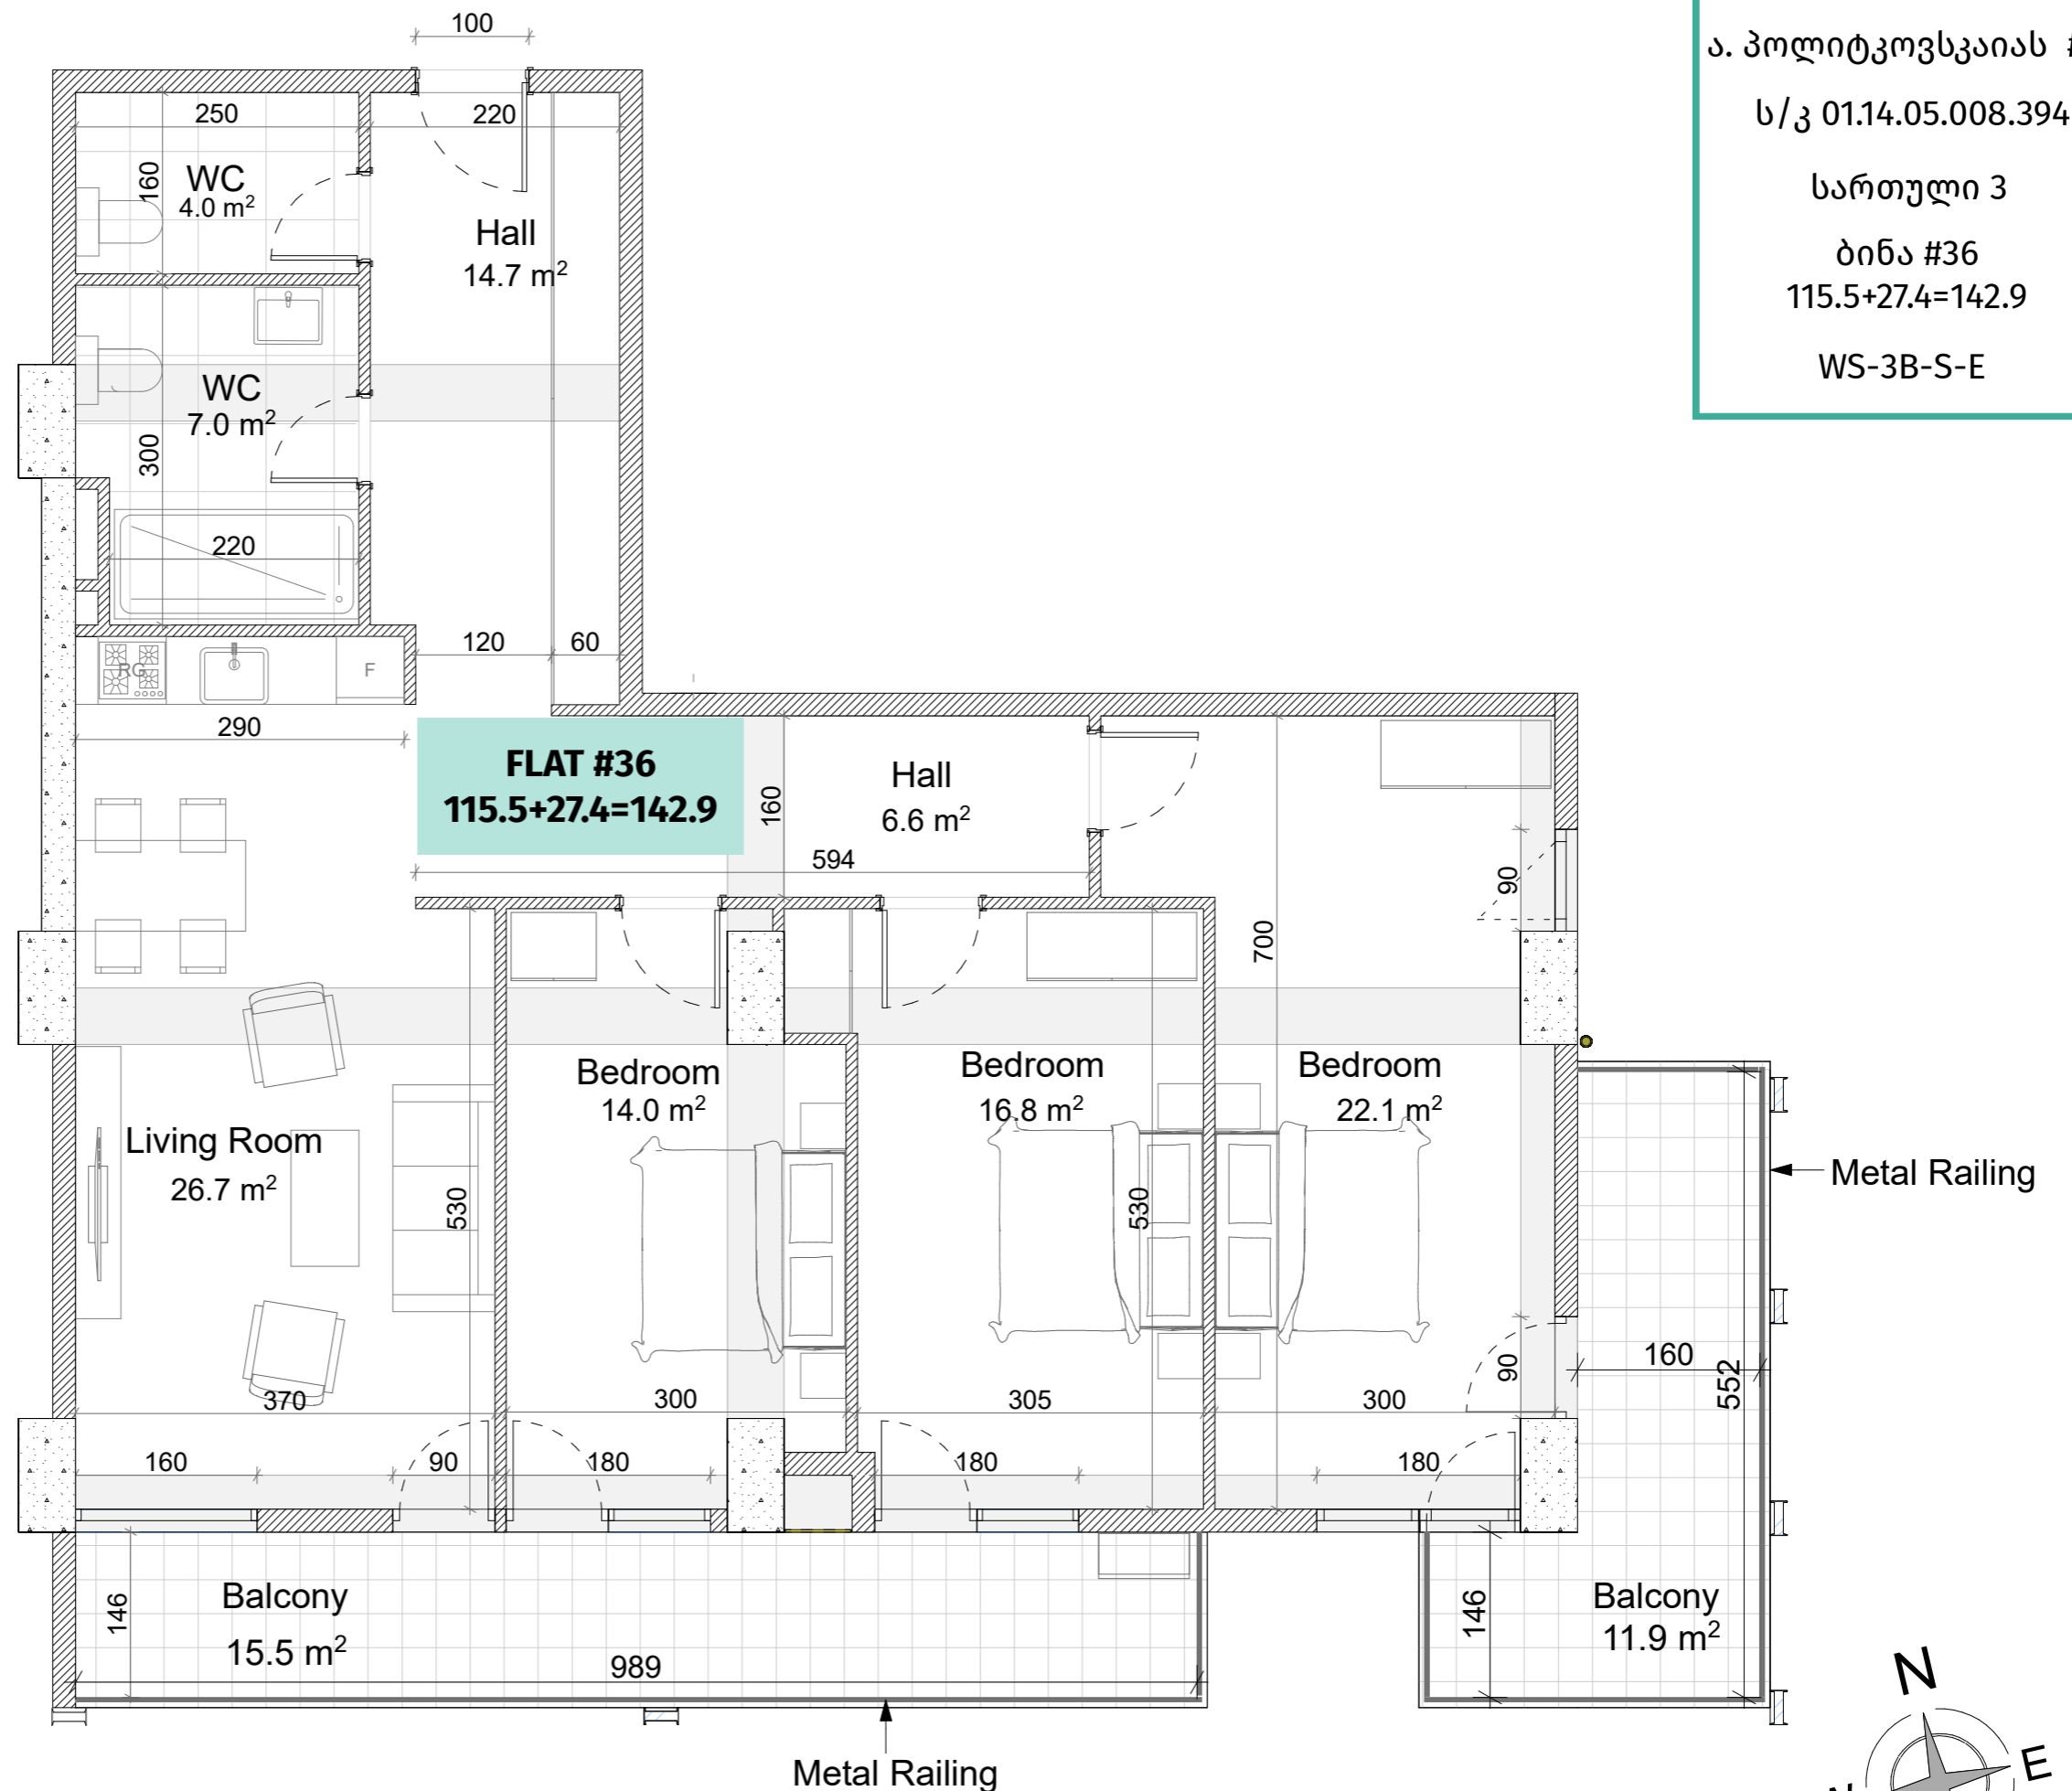 100
ა. პოლიტკოვსკაიას
ს/კ 01.14.05.008.394
სართული 3
ბინა #36
115.5+27.4=142.9
WS-3B-S-E
250
220
160
WC
4.0 m²
Hall
14.7 m²
WC
7.0 m²
300
220
120
60
RG
F
290
FLAT #36
115.5+27.4=142.9
160
Hall
6.6 m²
594
90
700
Bedroom
14.0 m²
Bedroom
16.8 m²
Bedroom
22.1 m²
Living Room
26.7 m²
530
530
Metal Railing
160
552
90
370
300
305
300
160
90
180
180
180
146
Balcony
15.5 m²
989
146
Balcony
11.9 m²
Metal Railing
N
E